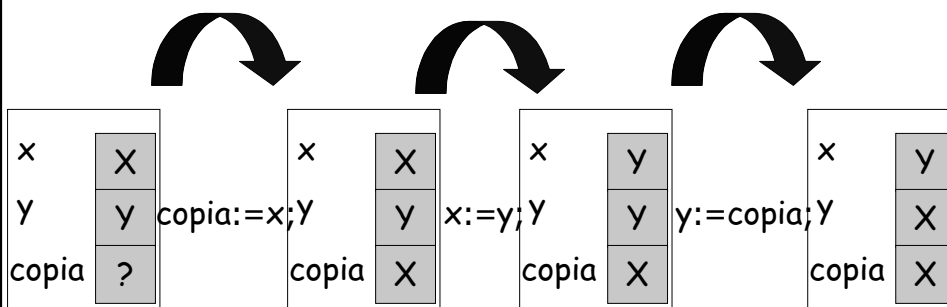 x X x X x Y x Y
y Y copia:=x; y Y x:=y; y Y y:=copia; y X
copia ? copia X copia X copia X